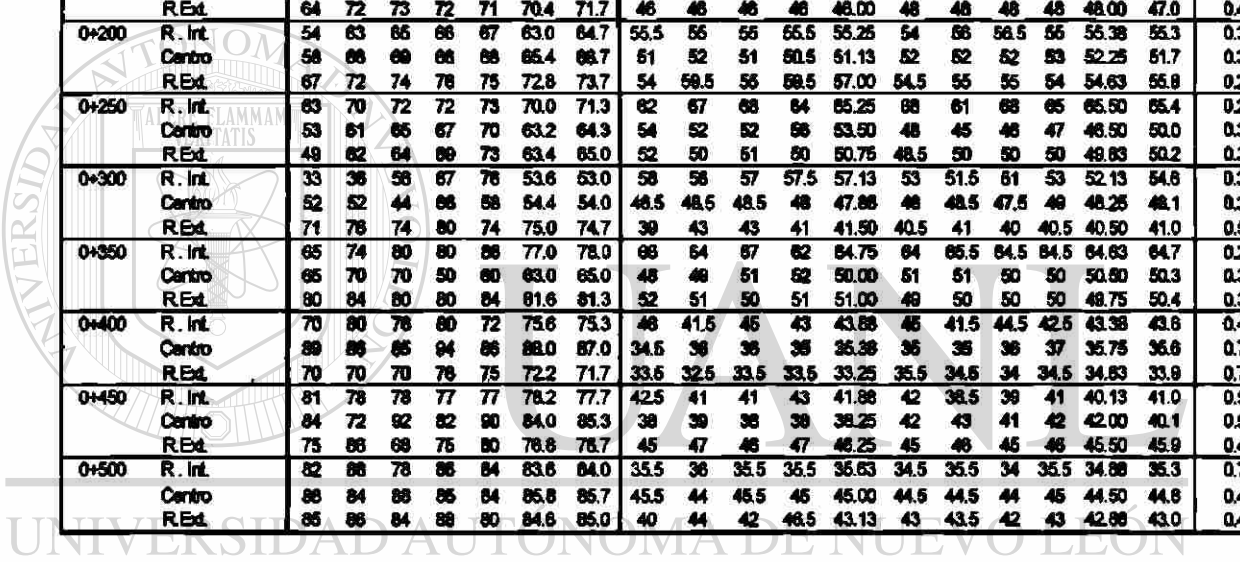 R.Ext. 64 72 73 72 71 70.4 71.7 46 46 46 46 46.00 48 48 48 48 48.00 47.0
0+200 R. Int. 54 63 65 66 67 63.0 64.7 55.5 55 55 55.5 55.25 54 56 56.5 55 55.38 55.3
Centro 58 66 69 66 68 65.4 66.7 51 52 51 50.5 51.13 52 52 52 53 52.25 51.7
R.Ext. 67 72 74 76 75 72.8 73.7 54 59.5 55 59.5 57.00 54.5 55 55 54 54.63 55.8
0+250 R. Int. 63 70 72 72 73 70.0 71.3 62 67 68 64 65.25 68 61 68 65 65.50 65.4
Centro 53 61 65 67 70 63.2 64.3 54 52 52 56 53.50 48 45 46 47 46.50 50.0
R.Ext. 49 62 64 69 73 63.4 65.0 52 50 51 50 50.75 48.5 50 50 50 49.63 50.2
0+300 R. Int. 33 36 56 67 76 53.6 53.0 56 58 57 57.5 57.13 53 51.5 51 53 52.13 54.6
Centro 52 52 44 66 58 54.4 54.0 46.5 48.5 48.5 48 47.88 48 48.5 47.5 49 48.25 48.1
R.Ext. 71 76 74 80 74 75.0 74.7 39 43 43 41 41.50 40.5 41 40 40.5 40.50 41.0
0+350 R. Int. 65 74 80 80 86 77.0 78.0 66 64 67 62 64.75 64 65.5 64.5 64.5 64.63 64.7
Centro 65 70 70 50 60 63.0 65.0 48 49 51 52 50.00 51 51 50 50 50.50 50.3
R.Ext. 80 84 80 80 84 81.6 81.3 52 51 50 51 51.00 49 50 50 50 49.75 50.4
0+400 R. Int. 70 80 76 80 72 75.6 75.3 46 41.5 45 43 43.88 45 41.5 44.5 42.5 43.38 43.6
Centro 89 86 85 94 86 88.0 87.0 34.5 36 36 35 35.38 35 35 36 37 35.75 35.6
R.Ext. 70 70 70 76 75 72.2 71.7 33.5 32.5 33.5 33.5 33.25 35.5 34.5 34 34.5 34.63 33.9
0+450 R. Int. 81 78 78 77 77 78.2 77.7 42.5 41 41 43 41.88 42 38.5 39 41 40.13 41.0
Centro 84 72 92 82 90 84.0 85.3 38 39 38 38 38.25 42 43 41 42 42.00 40.1
R.Ext. 75 86 68 75 80 76.8 76.7 45 47 46 47 46.25 45 46 45 46 45.50 45.9
0+500 R. Int. 82 88 78 86 84 83.6 84.0 35.5 36 35.5 35.5 35.63 34.5 35.5 34 35.5 34.88 35.3
Centro 88 84 88 85 84 85.8 85.7 45.5 44 45.5 45 45.00 44.5 44.5 44 45 44.50 44.8
R.Ext. 85 86 84 88 80 84.6 85.0 40 44 42 46.5 43.13 43 43.5 42 43 42.88 43.0
ALERE FLAMMAM
VERITATIS
UANL
UNIVERSIDAD AUTÓNOMA DE NUEVO LEÓN